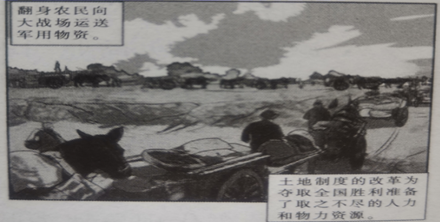 翻身农民向
大战场运送
军用物资。
土地制度的改革为
夺取全国胜利准备
了取之不尽的人力
和物力资源。